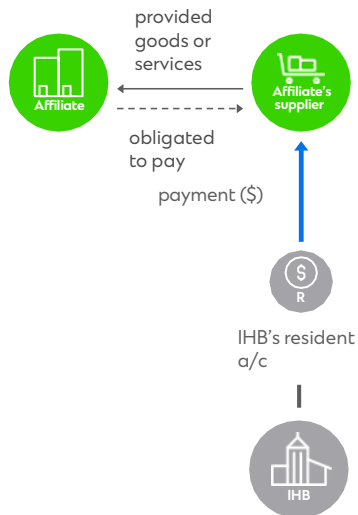 provided
goods or
services
Affiliate
Affiliate's
supplier
obligated
to pay
payment ($)
$
R
IHB's resident
a/c
IHB